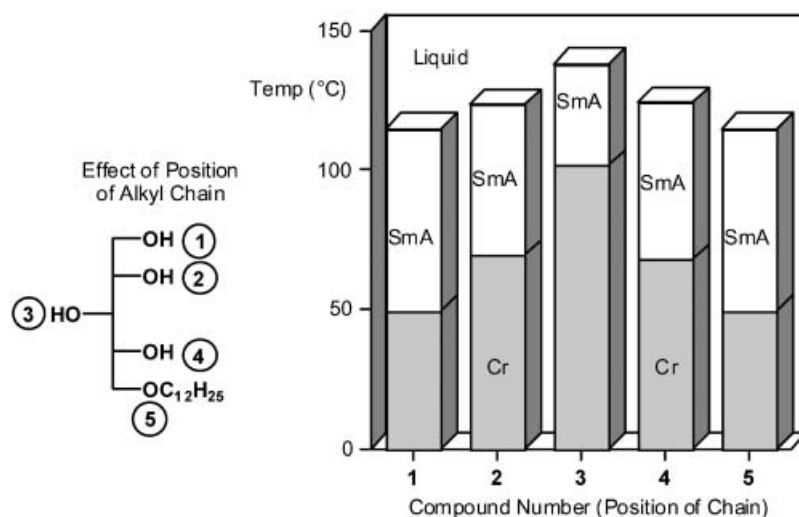 150
Liquid
Temp (°C)
SmA
Effect of Position
of Alkyl Chain
100
SmA
SmA
OH 1
SmA
SmA
OH 2
3 HO
50
OH 4
Cr
Cr
OC12H25
5
0
1 2 3 4 5
Compound Number (Position of Chain)